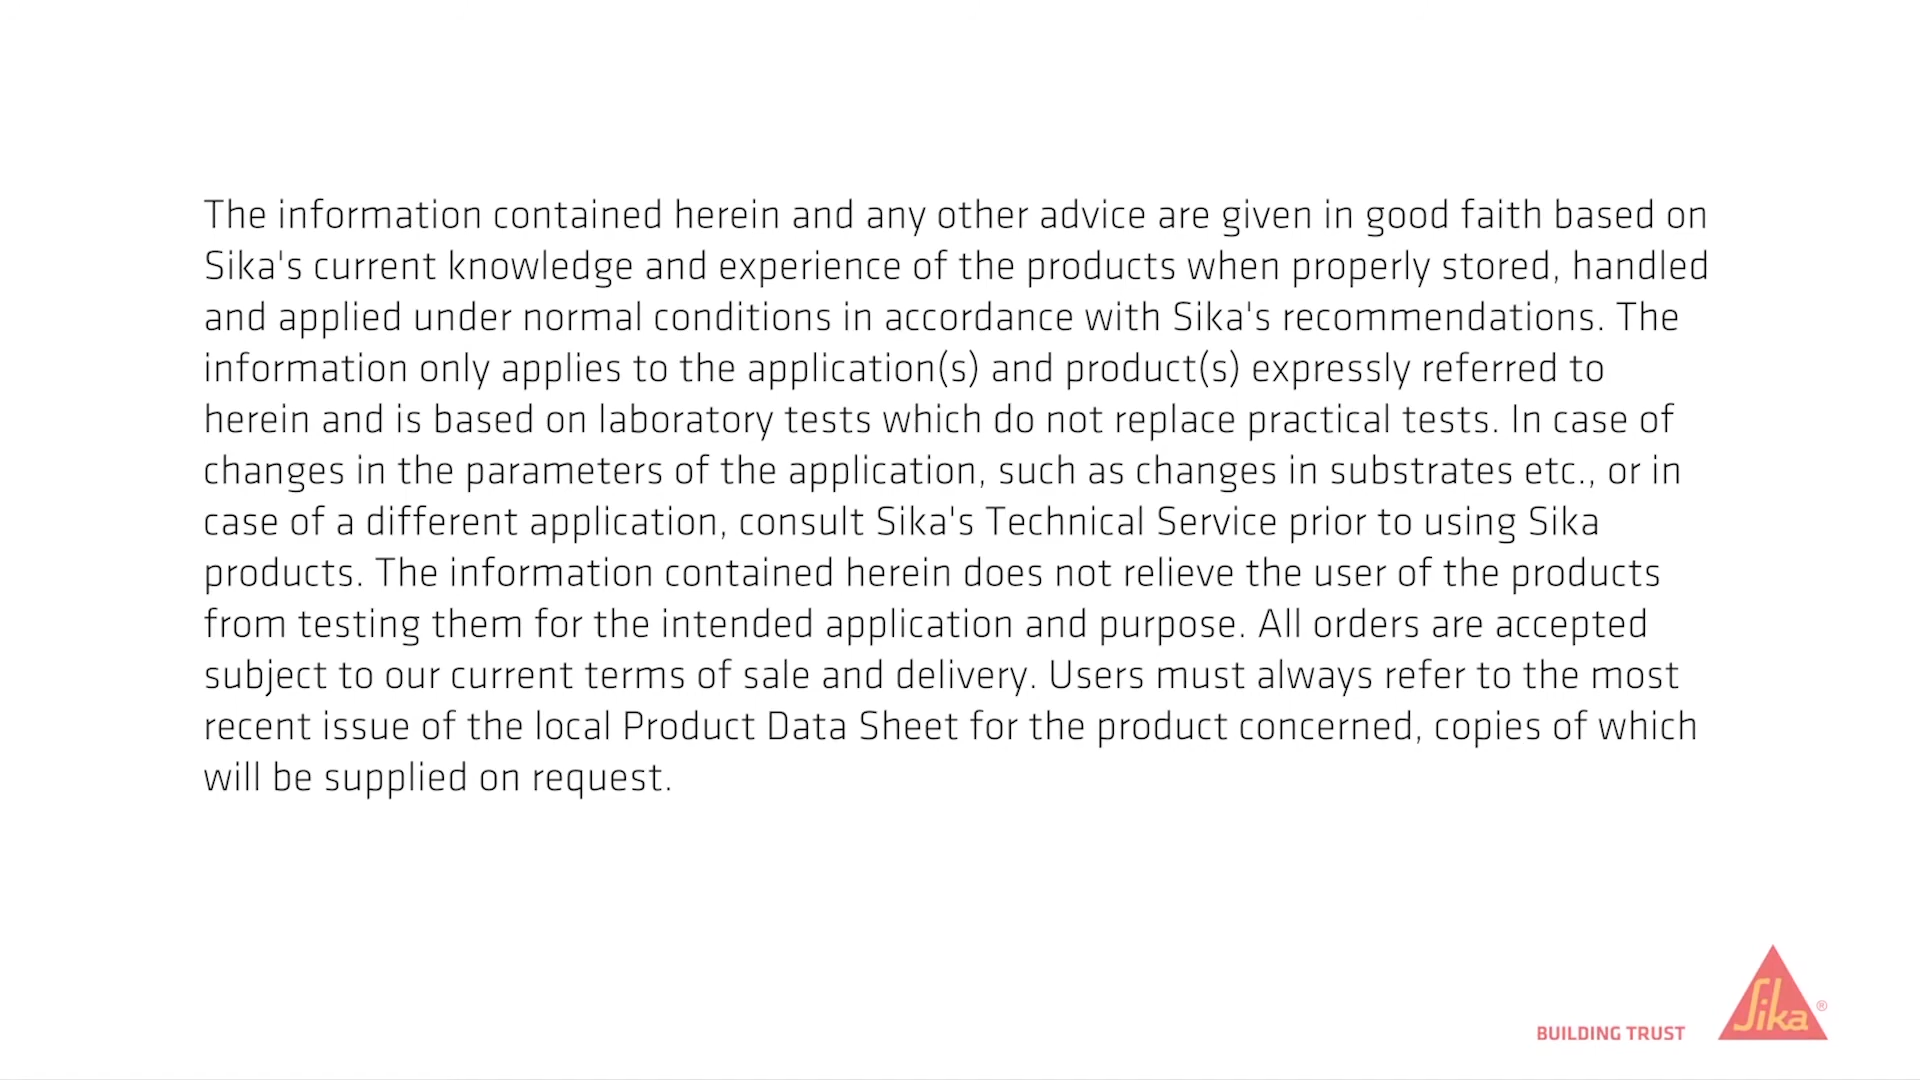 The information contained herein and any other advice are given in good faith based on
Sika's current knowledge and experience of the products when properly stored, handled
and applied under normal conditions in accordance with Sika's recommendations. The
information only applies to the application(s) and product(s) expressly referred to
herein and is based on laboratory tests which do not replace practical tests. In case of
changes in the parameters of the application, such as changes in substrates etc., or in
case of a different application, consult Sika's Technical Service prior to using Sika
products. The information contained herein does not relieve the user of the products
from testing them for the intended application and purpose. All orders are accepted
subject to our current terms of sale and delivery. Users must always refer to the most
recent issue of the local Product Data Sheet for the product concerned, copies of which
will be supplied on request.
BUILDING TRUST
Sika®